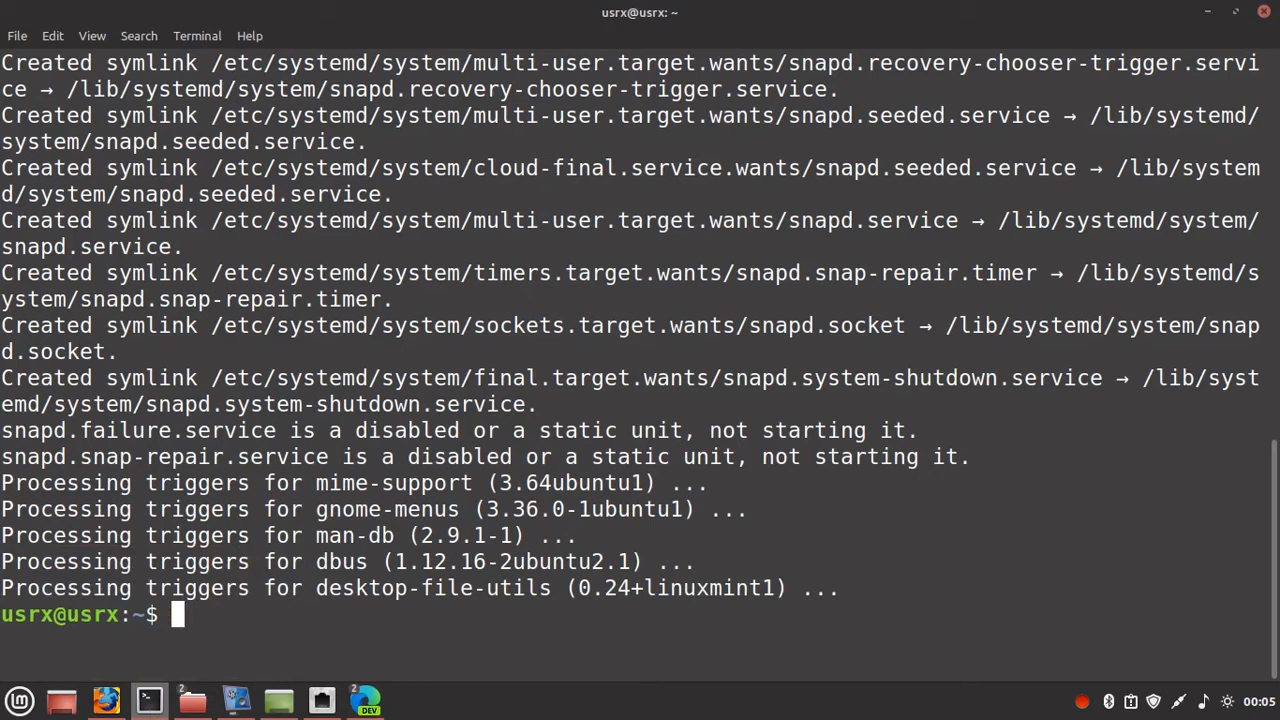 usrx@usrx: ~
File Edit View Search Terminal Help
Created symlink /etc/systemd/system/multi-user.target.wants/snapd.recovery-chooser-trigger.servi
ce → /lib/systemd/system/snapd.recovery-chooser-trigger.service.
Created symlink /etc/systemd/system/multi-user.target.wants/snapd.seeded.service → /lib/systemd/
system/snapd.seeded.service.
Created symlink /etc/systemd/system/cloud-final.service.wants/snapd.seeded.service → /lib/system
d/system/snapd.seeded.service.
Created symlink /etc/systemd/system/multi-user.target.wants/snapd.service → /lib/systemd/system/
snapd.service.
Created symlink /etc/systemd/system/timers.target.wants/snapd.snap-repair.timer → /lib/systemd/s
ystem/snapd.snap-repair.timer.
Created symlink /etc/systemd/system/sockets.target.wants/snapd.socket → /lib/systemd/system/snap
d.socket.
Created symlink /etc/systemd/system/final.target.wants/snapd.system-shutdown.service → /lib/syst
emd/system/snapd.system-shutdown.service.
snapd.failure.service is a disabled or a static unit, not starting it.
snapd.snap-repair.service is a disabled or a static unit, not starting it.
Processing triggers for mime-support (3.64ubuntu1) ...
Processing triggers for gnome-menus (3.36.0-1ubuntu1) ...
Processing triggers for man-db (2.9.1-1) ...
Processing triggers for dbus (1.12.16-2ubuntu2.1) ...
Processing triggers for desktop-file-utils (0.24+linuxmint1) ...
usrx@usrx:~$
2 2 DEV 00:05